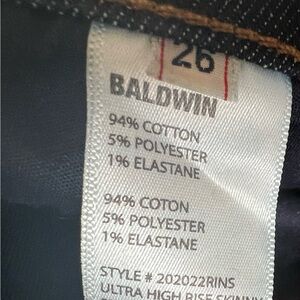 26
BALDWIN
94% COTTON
5% POLYESTER
1% ELASTANE
94% COTON
5% POLYESTER
1% ELASTANE
STYLE # 202022RINS
ULTRA HIGH RISE SKINN